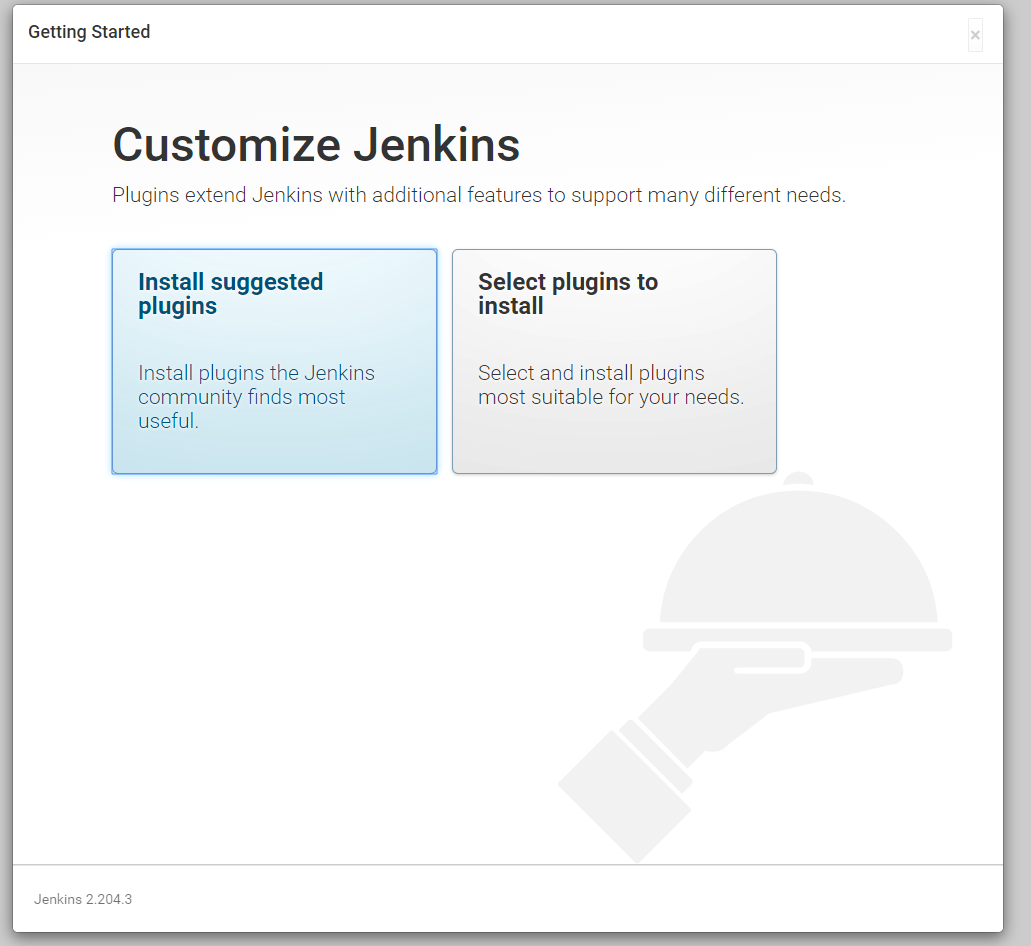 Getting Started
×
Customize Jenkins
Plugins extend Jenkins with additional features to support many different needs.
Install suggested
plugins
Install plugins the Jenkins
community finds most
useful.
Select plugins to
install
Select and install plugins
most suitable for your needs.
Jenkins 2.204.3